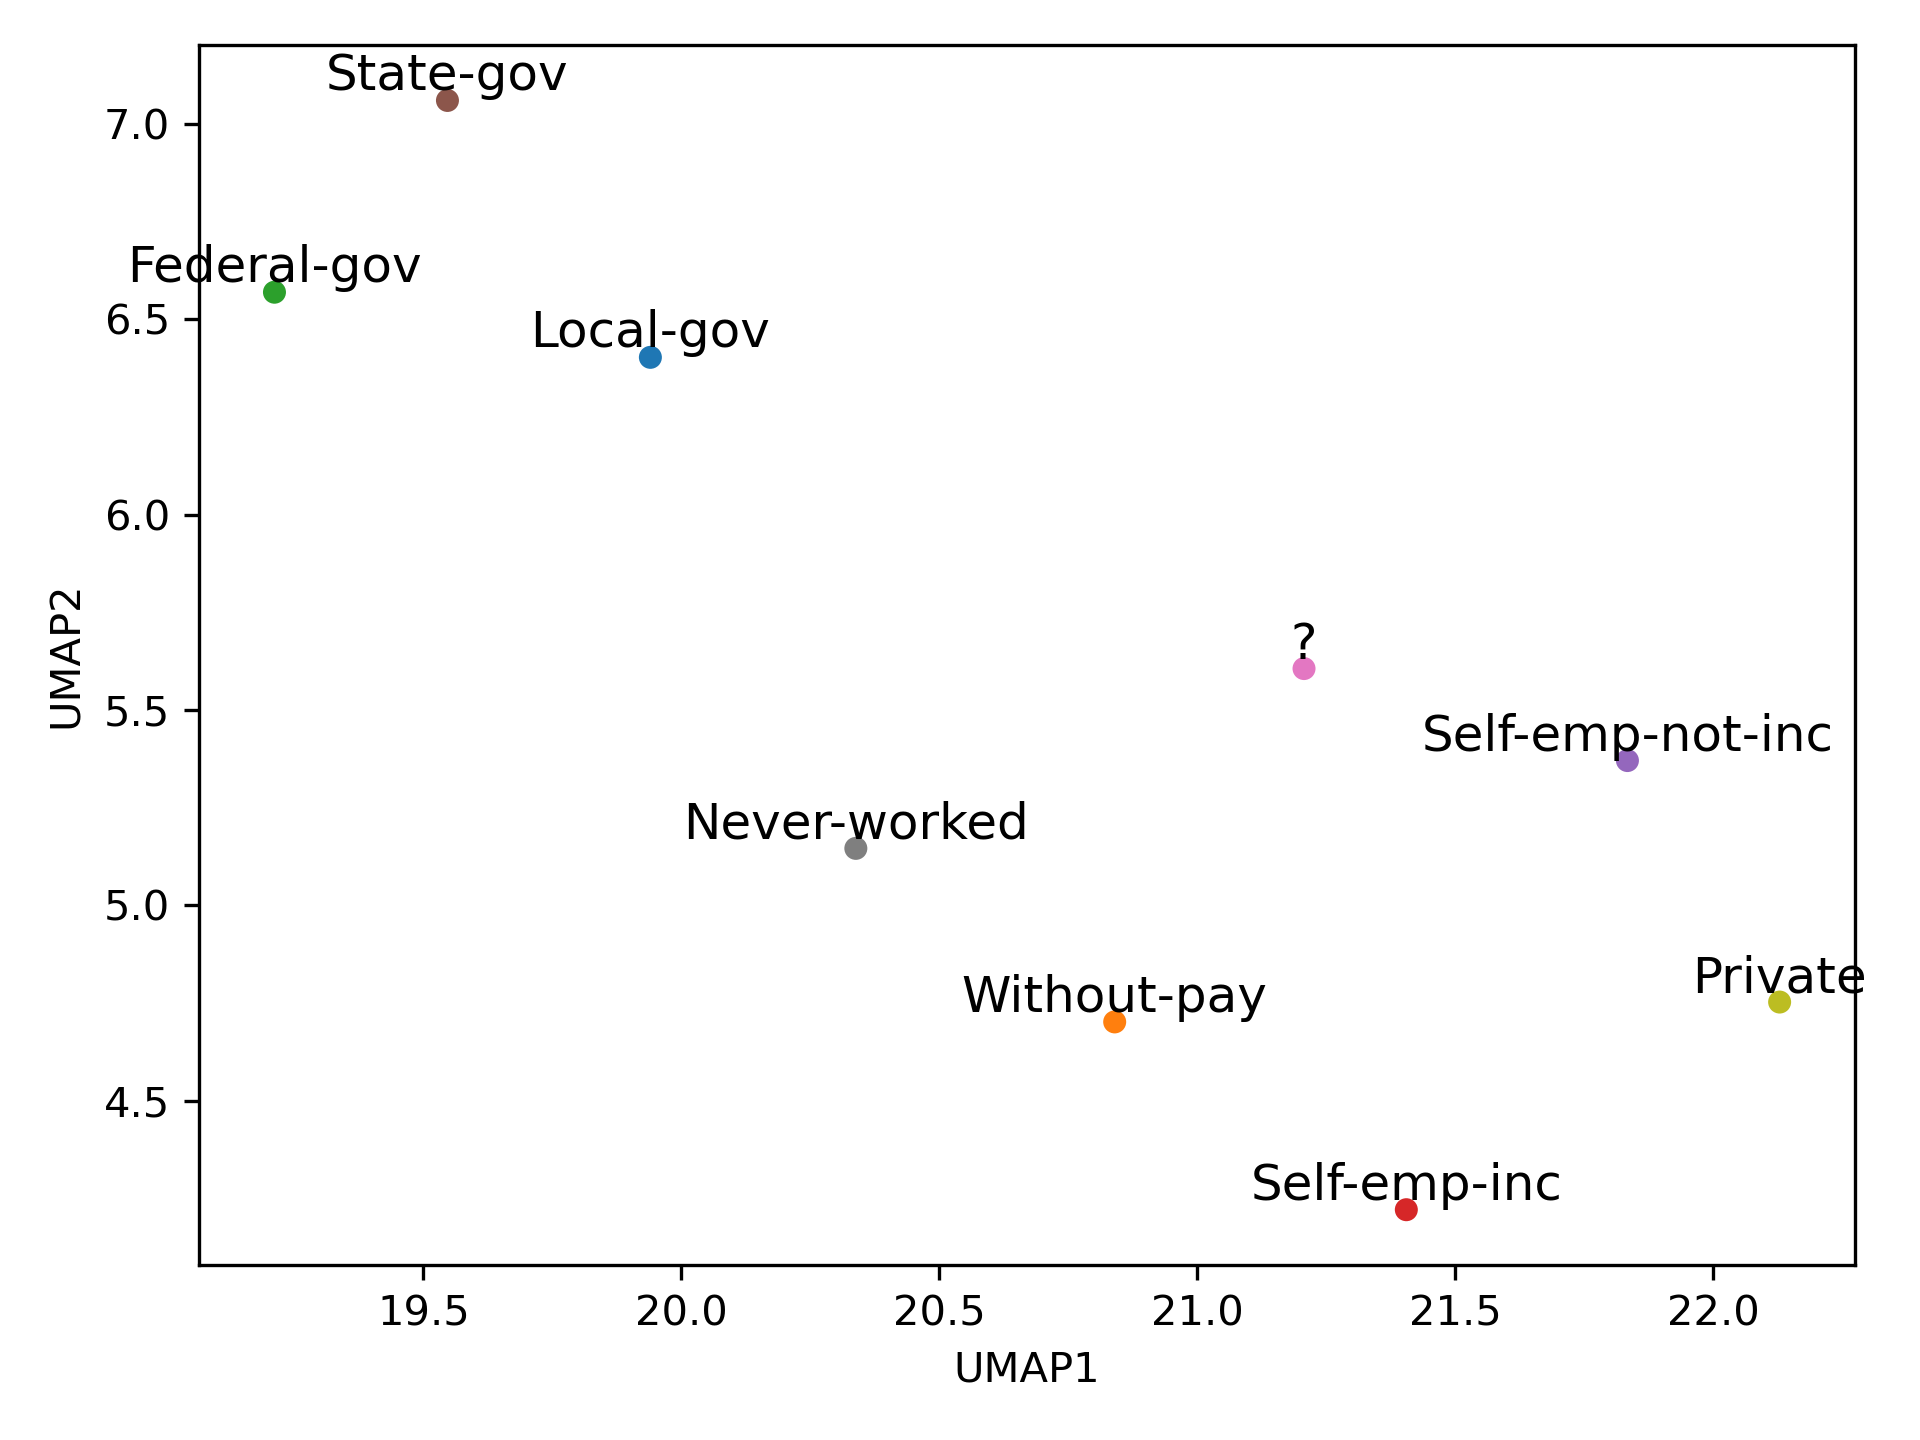 State-gov
7.0
Federal-gov
6.5
Local-gov
6.0
?
UMAP2
5.5
Self-emp-not-inc
Never-worked
5.0
Private
Without-pay
4.5
Self-emp-inc
19.5 20.0 20.5 21.0 21.5 22.0
UMAP1